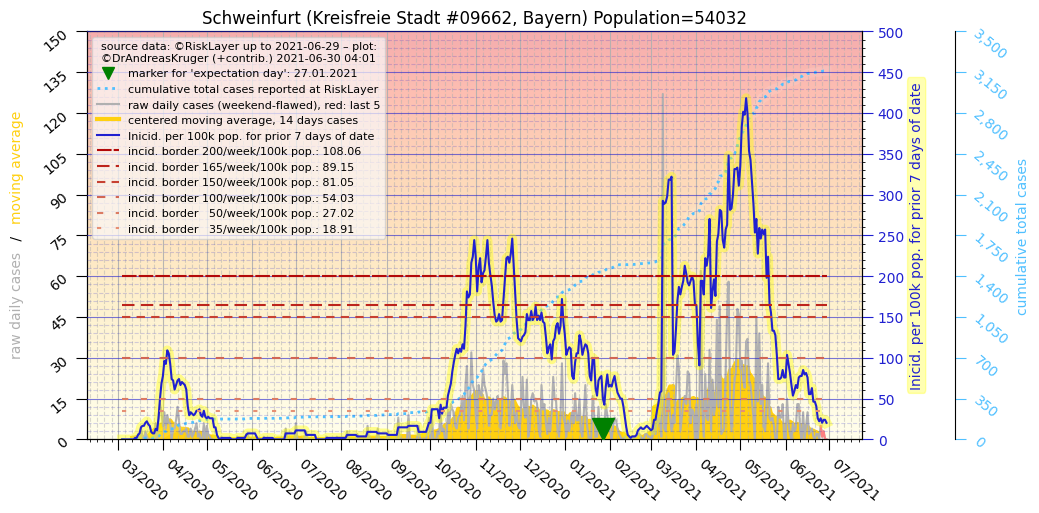 Schweinfurt (Kreisfreie Stadt #09662, Bayern) Population=54032
source data: ©RiskLayer up to 2021-06-29 – plot:
©DrAndreasKruger (+contrib.) 2021-06-30 04:01
marker for 'expectation day': 27.01.2021
cumulative total cases reported at RiskLayer
raw daily cases (weekend-flawed), red: last 5
centered moving average, 14 days cases
Inicid. per 100k pop. for prior 7 days of date
incid. border 200/week/100k pop.: 108.06
incid. border 165/week/100k pop.: 89.15
incid. border 150/week/100k pop.: 81.05
incid. border 100/week/100k pop.: 54.03
incid. border   50/week/100k pop.: 27.02
incid. border   35/week/100k pop.: 18.91
raw daily cases  /  moving average
150
135
120
105
90
75
60
45
30
15
0
500
450
400
350
300
250
200
150
100
50
0
Inicid. per 100k pop. for prior 7 days of date
3,500
3,150
2,800
2,450
2,100
1,750
1,400
1,050
700
350
0
cumulative total cases
03/2020
04/2020
05/2020
06/2020
07/2020
08/2020
09/2020
10/2020
11/2020
12/2020
01/2021
02/2021
03/2021
04/2021
05/2021
06/2021
07/2021